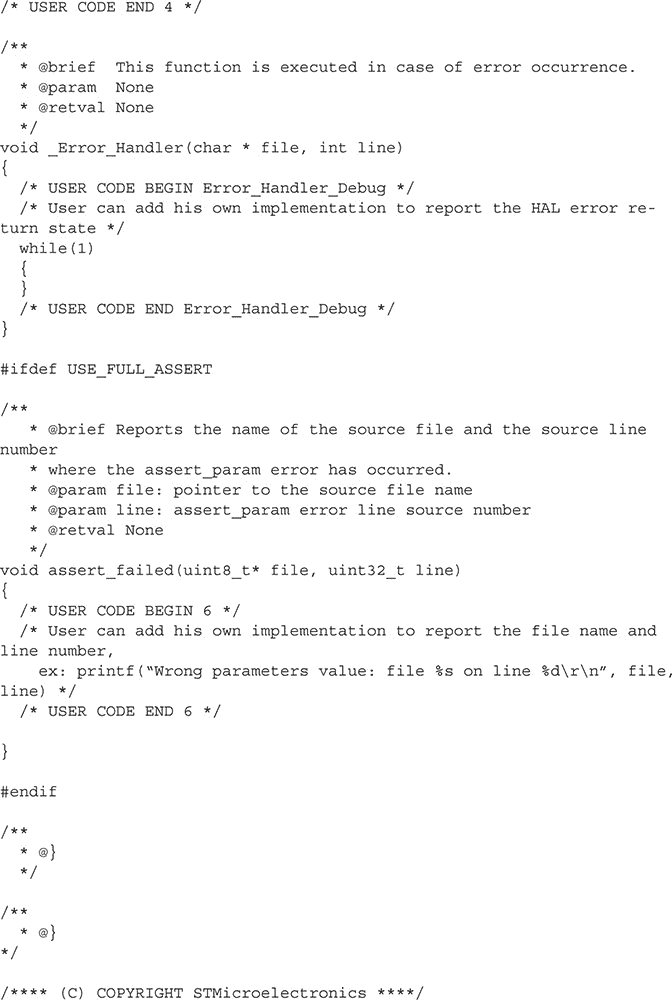 /* USER CODE END 4 */

/**
  * @brief  This function is executed in case of error occurrence.
  * @param  None
  * @retval None
  */
void _Error_Handler(char * file, int line)
{
  /* USER CODE BEGIN Error_Handler_Debug */
  /* User can add his own implementation to report the HAL error re-
turn state */
  while(1)
  {
  }
  /* USER CODE END Error_Handler_Debug */
}

#ifdef USE_FULL_ASSERT

/**
   * @brief Reports the name of the source file and the source line
number
   * where the assert_param error has occurred.
   * @param file: pointer to the source file name
   * @param line: assert_param error line source number
   * @retval None
   */
void assert_failed(uint8_t* file, uint32_t line)
{
  /* USER CODE BEGIN 6 */
  /* User can add his own implementation to report the file name and
line number,
    ex: printf(“Wrong parameters value: file %s on line %d\r\n”, file,
line) */
  /* USER CODE END 6 */

}

#endif

/**
  * @}
  */

/**
  * @}
*/

/**** (C) COPYRIGHT STMicroelectronics ****/